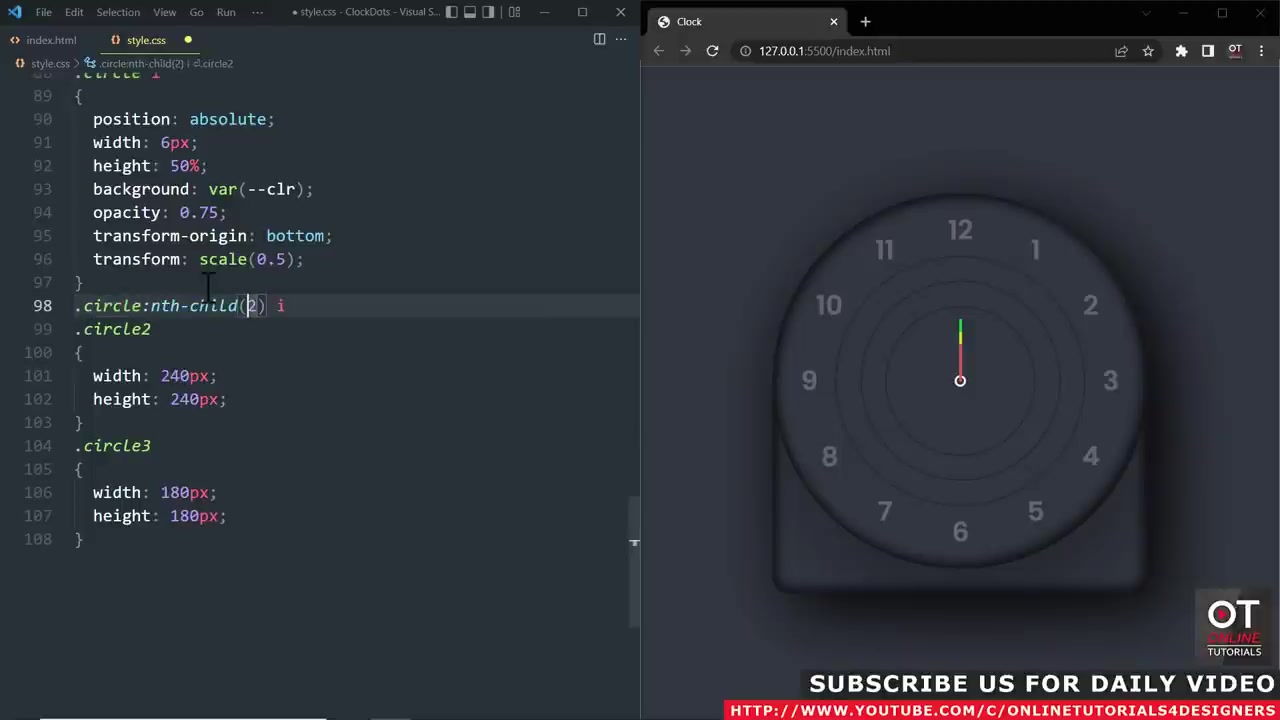 File Edit Selection View Go Run ··· ● style.css - ClockDots - Visual S...
index.html style.css ●
style.css > .circle:nth-child(2) i .circle2
88 .circle i
89 {
90 position: absolute;
91 width: 6px;
92 height: 50%;
93 background: var(--clr);
94 opacity: 0.75;
95 transform-origin: bottom;
96 transform: scale(0.5);
97 }
98 .circle:nth-child(2) i
99 .circle2
100 {
101 width: 240px;
102 height: 240px;
103 }
104 .circle3
105 {
106 width: 180px;
107 height: 180px;
108 }
Clock
127.0.0.1:5500/index.html
OT
12
11 1
10 2
9 3
8 4
7 5
6
OT
ONLINE
TUTORIALS
SUBSCRIBE US FOR DAILY VIDEO
HTTP://WWW.YOUTUBE.COM/C/ONLINETUTORIALS4DESIGNERS